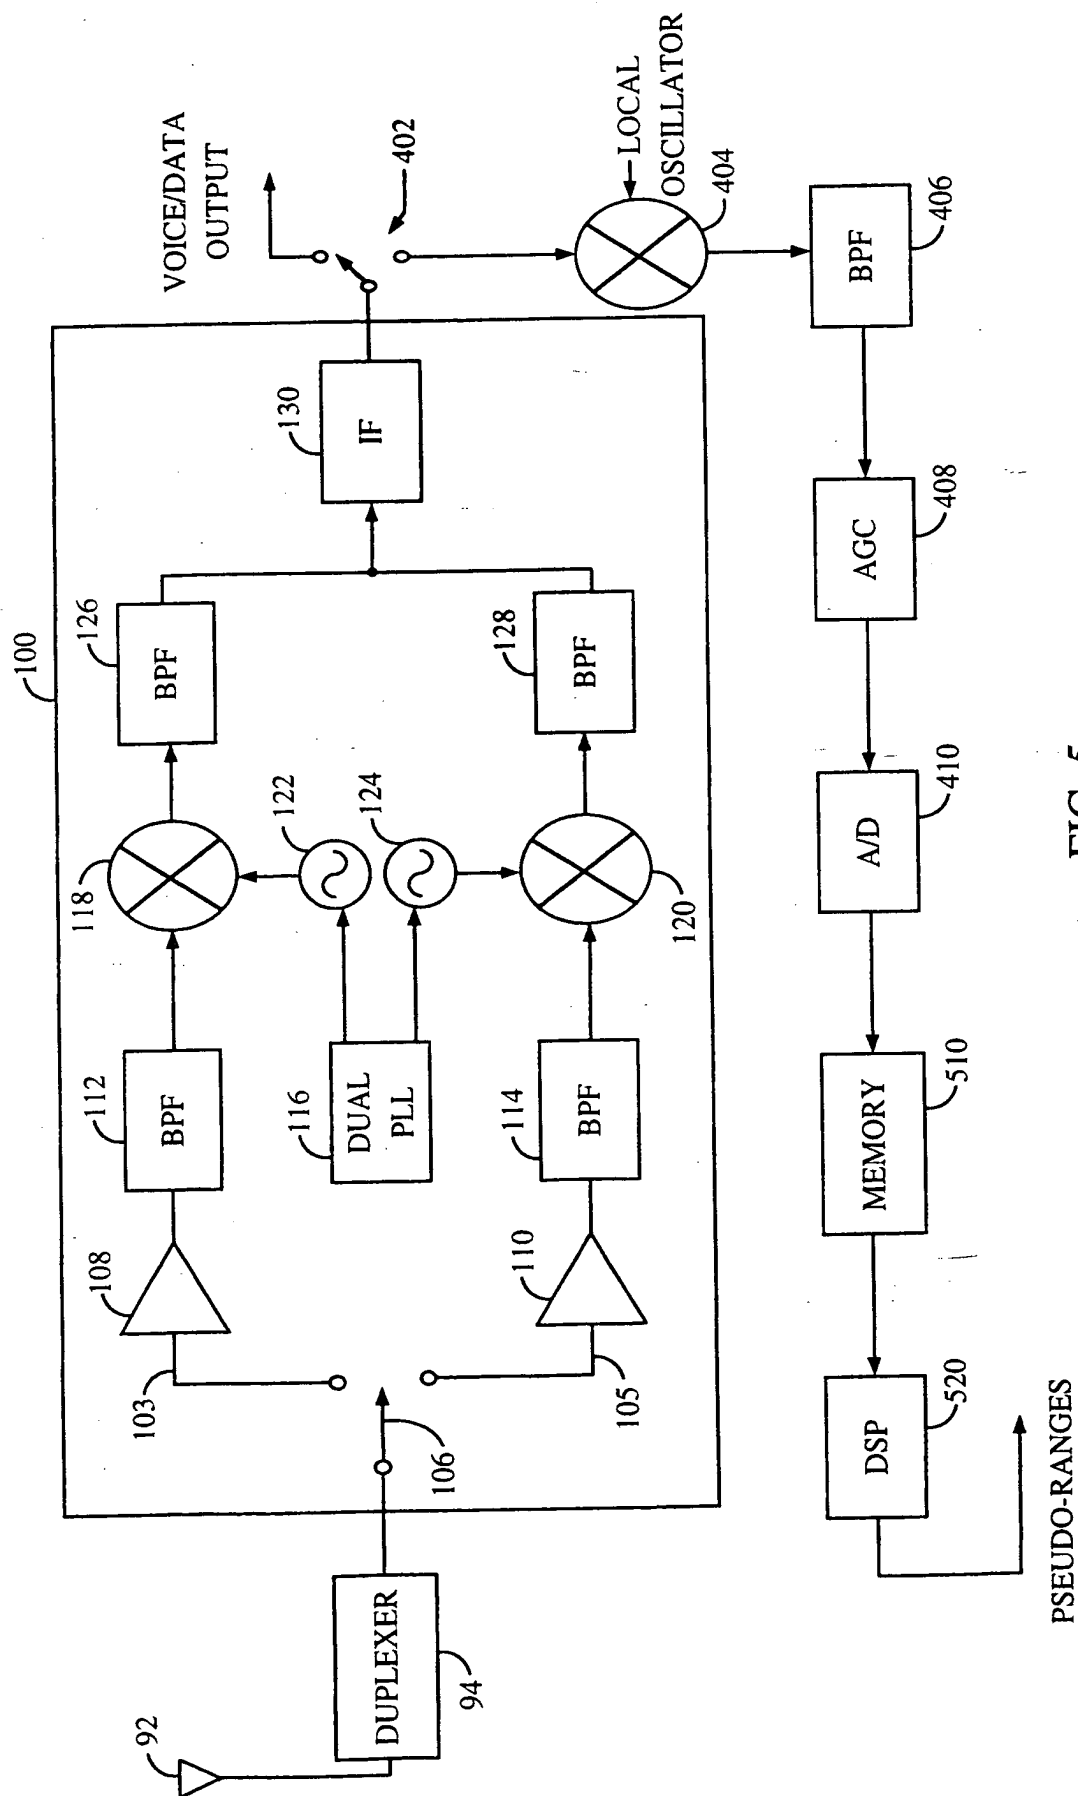 VOICE/DATA
OUTPUT
402
LOCAL
OSCILLATOR
404
BPF
406
100
130
IF
126
BPF
128
BPF
118
122
124
120
112
BPF
116
DUAL
PLL
114
BPF
108
110
103
105
106
92
DUPLEXER
94
AGC
408
A/D
410
MEMORY
510
DSP
520
PSEUDO-RANGES